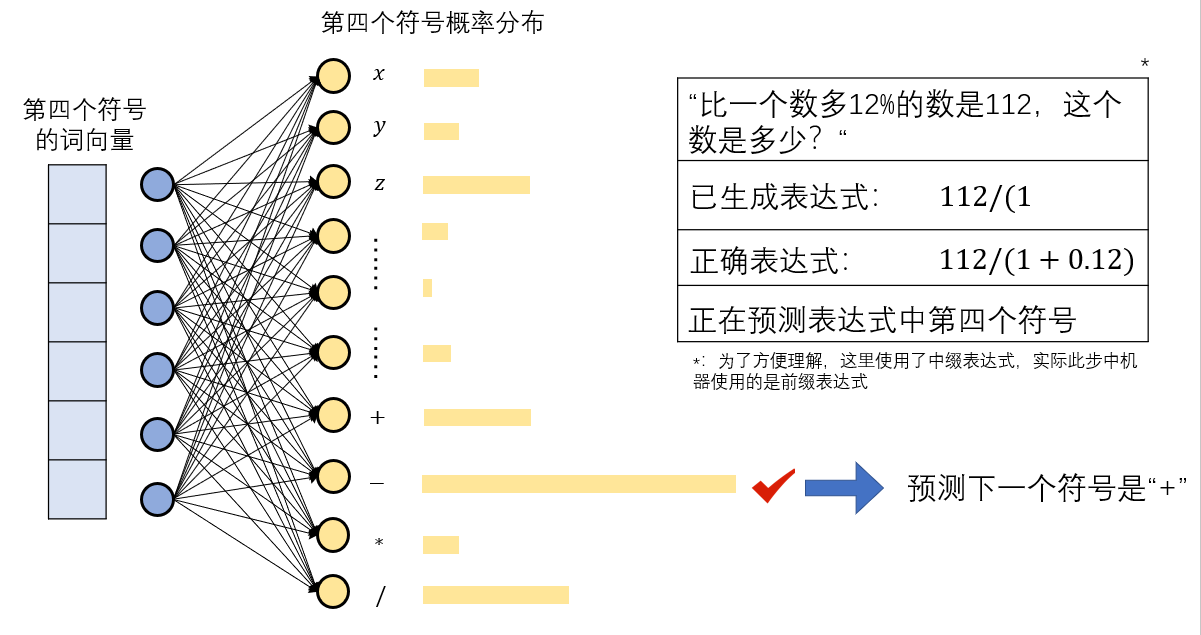 第四个符号概率分布
第四个符号
的词向量
x
y
z
......
......
+
−
*
/
*
“比一个数多12%的数是112，这个
数是多少？“
已生成表达式： 112/(1
正确表达式： 112/(1 + 0.12)
正在预测表达式中第四个符号
*：为了方便理解，这里使用了中缀表达式，实际此步中机
器使用的是前缀表达式
预测下一个符号是“+”